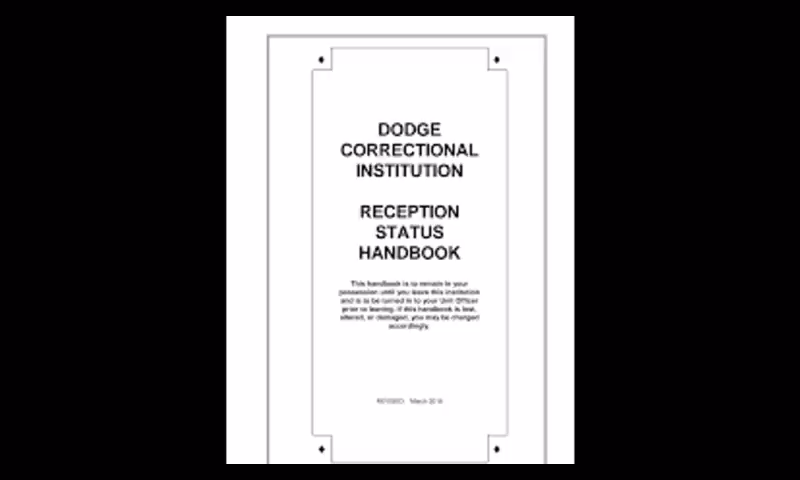 DODGE
CORRECTIONAL
INSTITUTION
RECEPTION
STATUS
HANDBOOK
This handbook is to remain in your
possession until you leave this institution
and is to be turned in to your Unit Officer
prior to leaving. If this handbook is lost,
altered, or damaged, you may be charged
accordingly.
REVISED: March